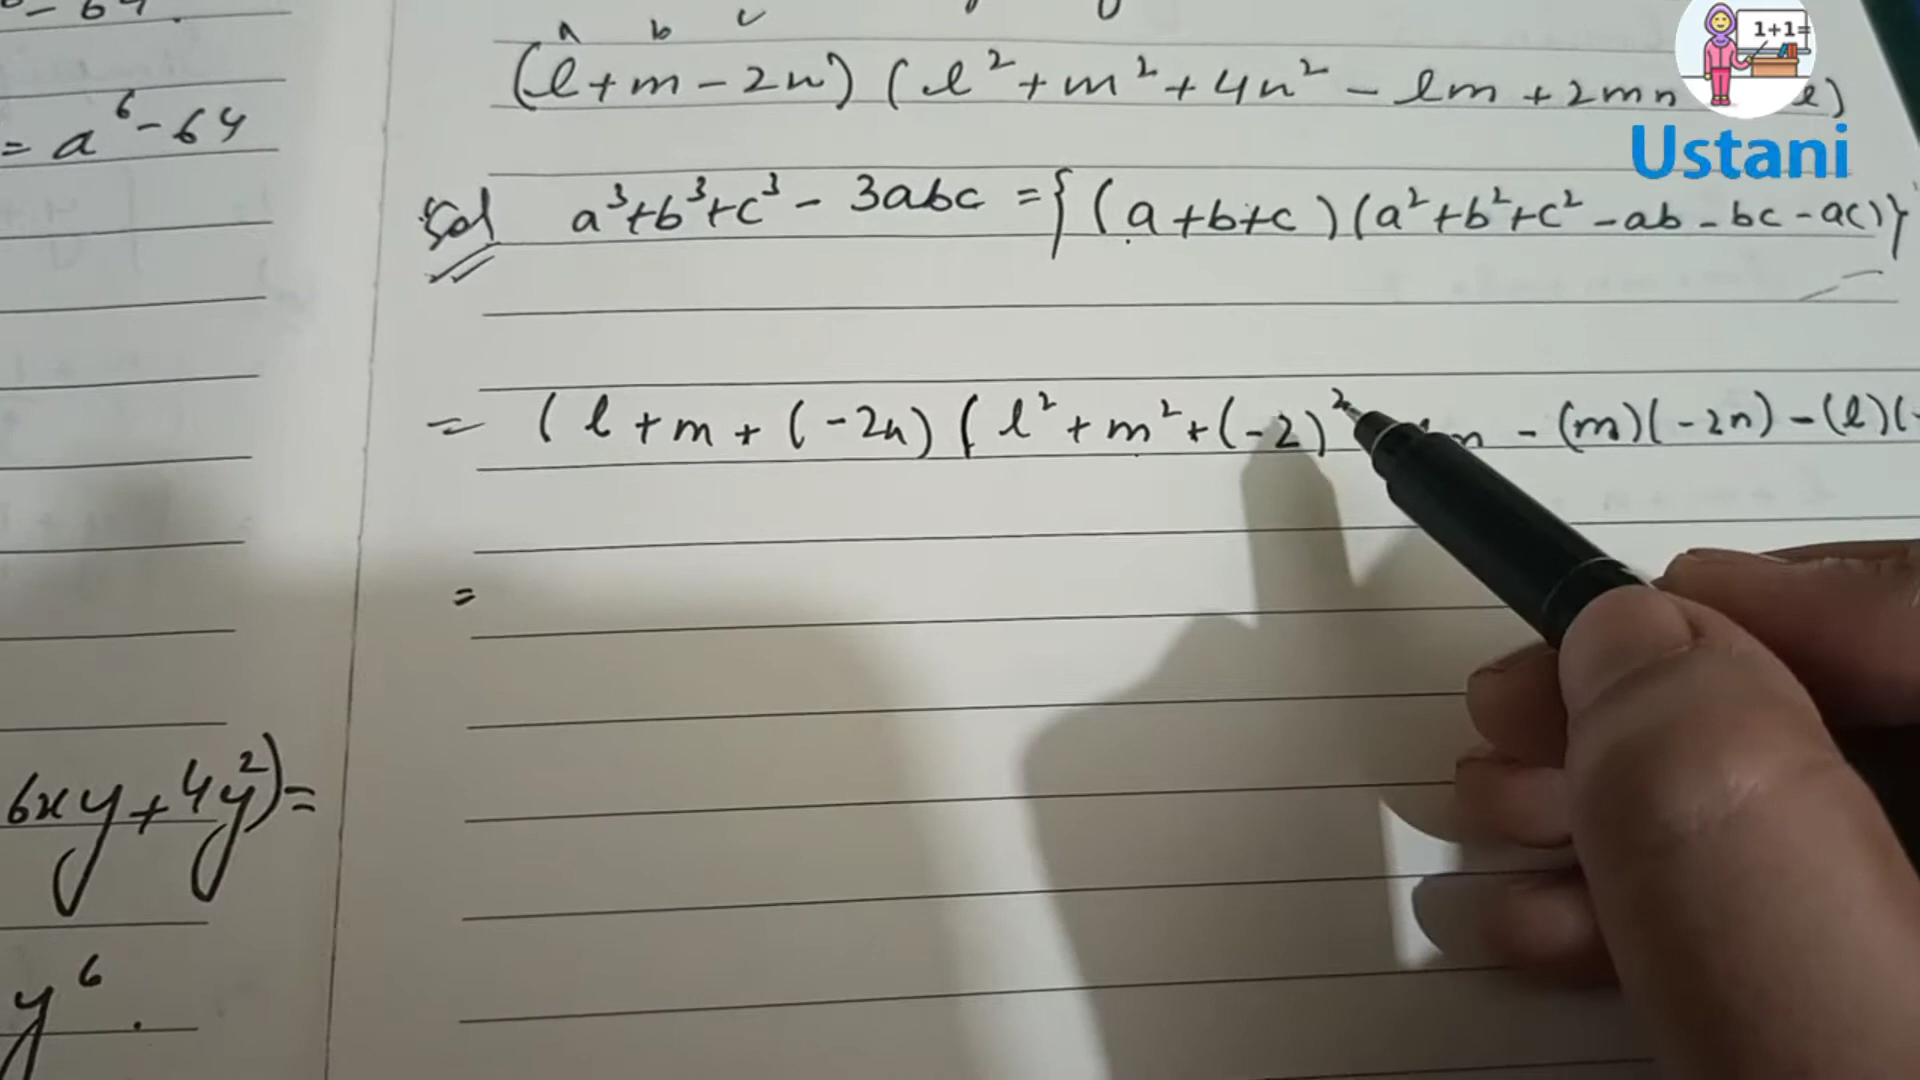 = a⁶ - 64
6xy + 4y²) =
y⁶.
a b c
(l + m - 2n) (l² + m² + 4n² - lm + 2mn l)
1+1=
Ustani
Sol a³ + b³ + c³ - 3abc = {(a + b + c) (a² + b² + c² - ab - bc - ac)}
= (l + m + (-2n) (l² + m² + (-2)² m - (m)(-2n) - (l)(-
=